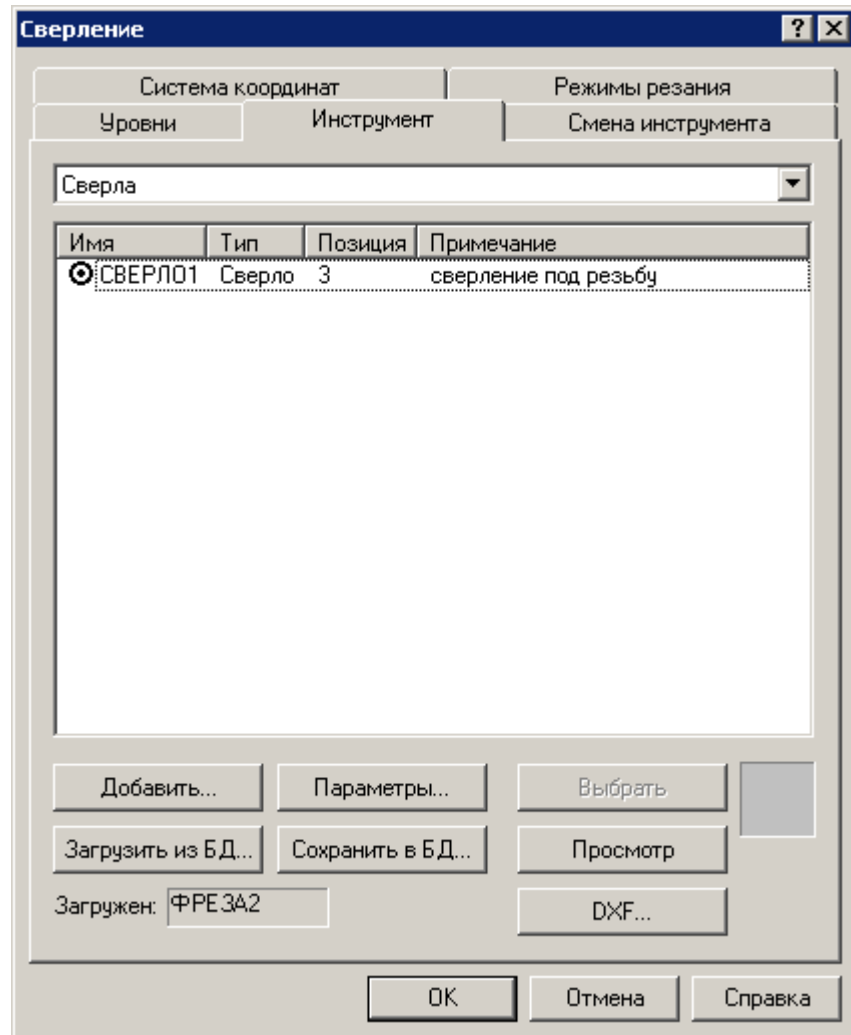 Сверление
Система координат Режимы резания
Уровни Инструмент Смена инструмента
Сверла
Имя Тип Позиция Примечание
СВЕРЛО1 Сверло 3 сверление под резьбу
Добавить... Параметры... Выбрать
Загрузить из БД... Сохранить в БД... Просмотр
Загружен: ФРЕЗА2 DXF...
OK Отмена Справка